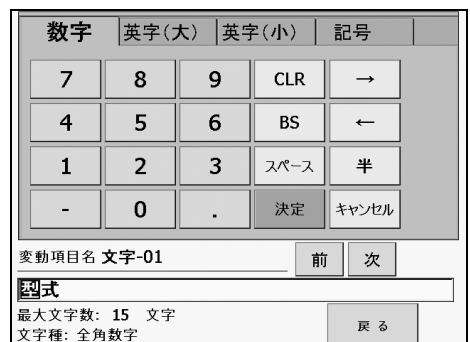 数字 英字(大) 英字(小) 記号
7 8 9 CLR →
4 5 6 BS ←
1 2 3 スペース 半
- 0 . 決定 キャンセル
変動項目名 文字-01 前 次
型式
最大文字数: 15 文字
文字種: 全角数字 戻る